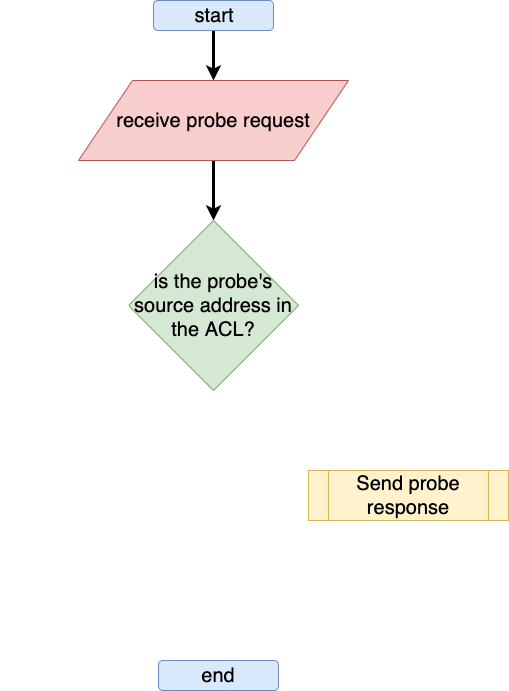 start
receive probe request
is the probe's
source address in
the ACL?
Send probe
response
end